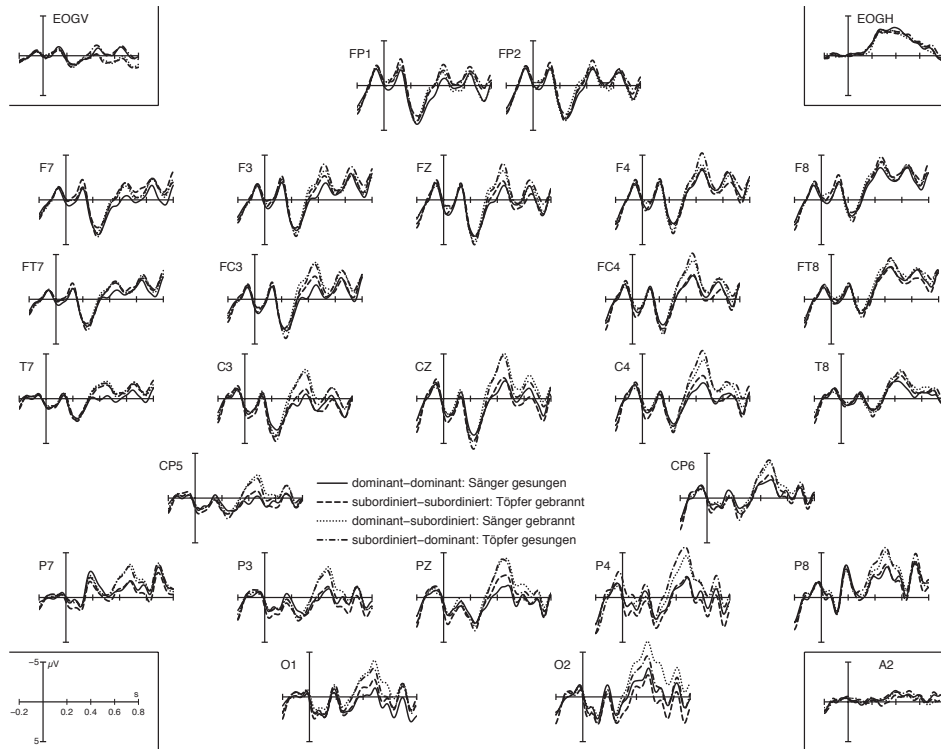 EOGV
FP1
FP2
EOGH
F7
F3
FZ
F4
F8
FT7
FC3
FC4
FT8
T7
C3
CZ
C4
T8
CP5
CP6
dominant–dominant: Sänger gesungen
subordiniert–subordiniert: Töpfer gebrannt
dominant–subordiniert: Sänger gebrannt
subordiniert–dominant: Töpfer gesungen
P7
P3
PZ
P4
P8
O1
O2
A2
-5
µV
s
-0.2
0.2
0.4
0.6
0.8
5